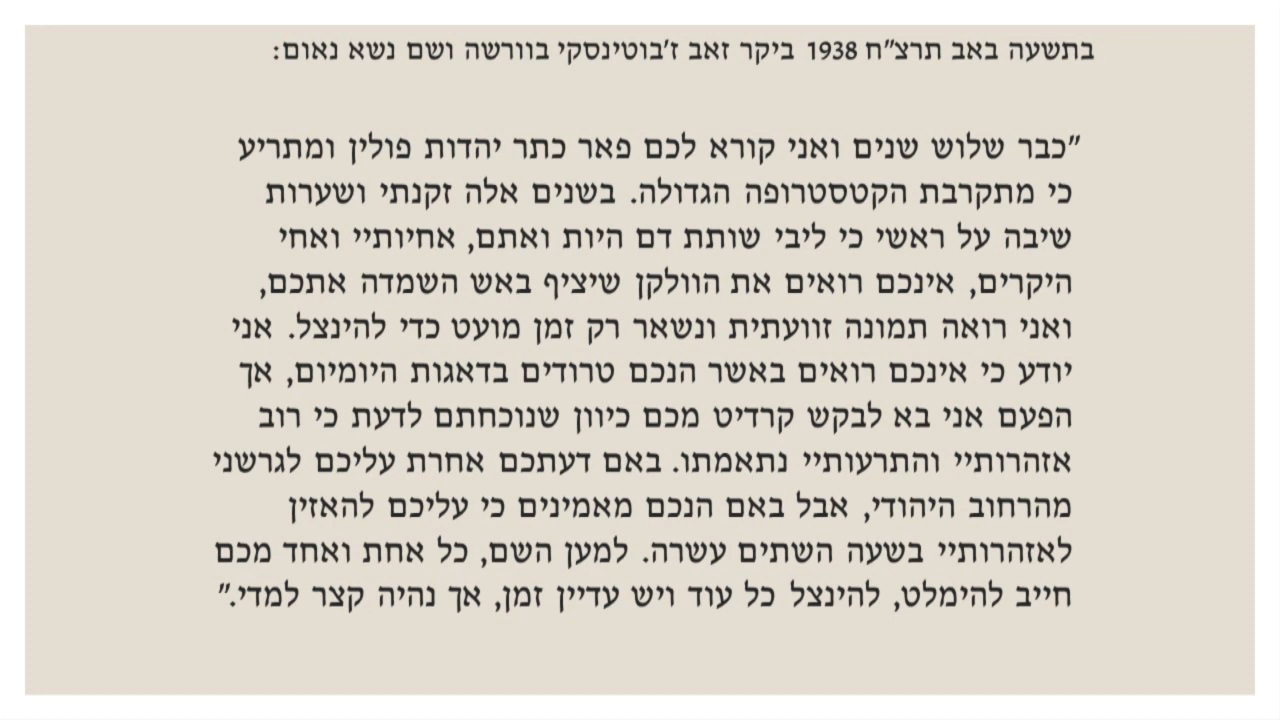 בתשעה באב תרצ"ח 1938 ביקר זאב ז'בוטינסקי בוורשה ושם נשא נאום:
"כבר שלוש שנים ואני קורא לכם פאר כתר יהדות פולין ומתריע
כי מתקרבת הקטסטרופה הגדולה. בשנים אלה זקנתי ושערות
שיבה על ראשי כי ליבי שותת דם היות ואתם, אחיותיי ואחי
היקרים, אינכם רואים את הוולקן שיציף באש השמדה אתכם,
ואני רואה תמונה זוועתית ונשאר רק זמן מועט כדי להינצל. אני
יודע כי אינכם רואים באשר הנכם טרודים בדאגות היומיום, אך
הפעם אני בא לבקש קרדיט מכם כיוון שנוכחתם לדעת כי רוב
אזהרותיי והתרעותיי נתאמתו. באם דעתכם אחרת עליכם לגרשני
מהרחוב היהודי, אבל באם הנכם מאמינים כי עליכם להאזין
לאזהרותיי בשעה השתים עשרה. למען השם, כל אחת ואחד מכם
חייב להימלט, להינצל כל עוד ויש עדיין זמן, אך נהיה קצר למדי."